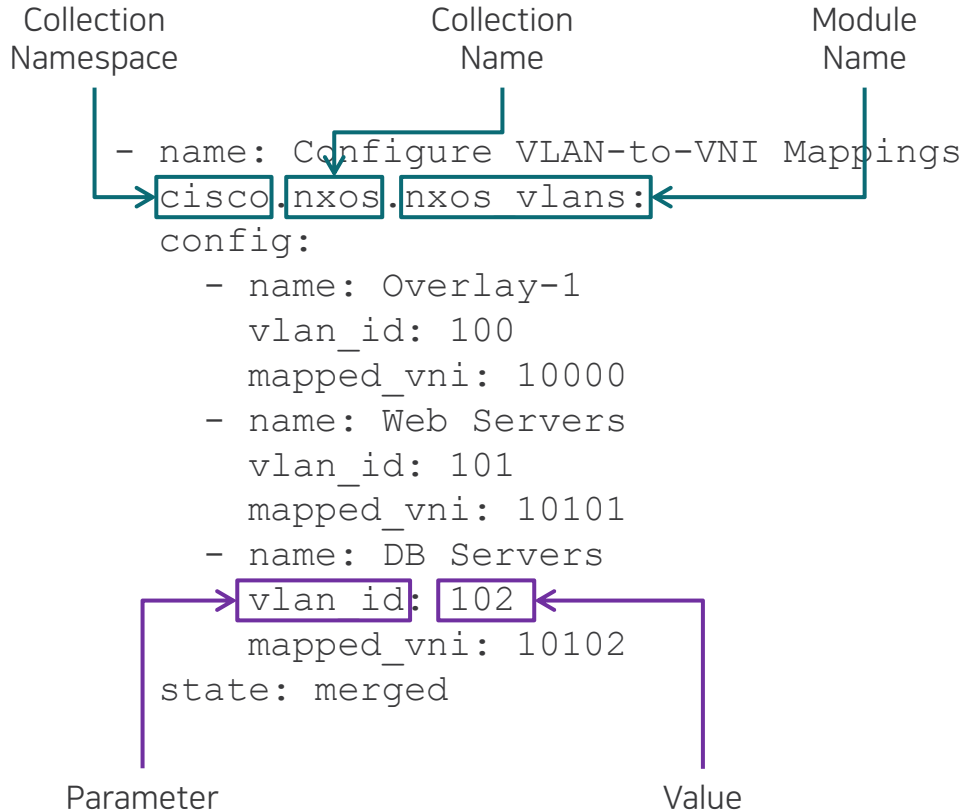 Collection Namespace
Collection Name
Module Name
- name: Configure VLAN-to-VNI Mappings
cisco.nxos.nxos_vlans:
config:
- name: Overlay-1
vlan_id: 100
mapped_vni: 10000
- name: Web Servers
vlan_id: 101
mapped_vni: 10101
- name: DB Servers
vlan_id: 102
mapped_vni: 10102
state: merged
Parameter
Value